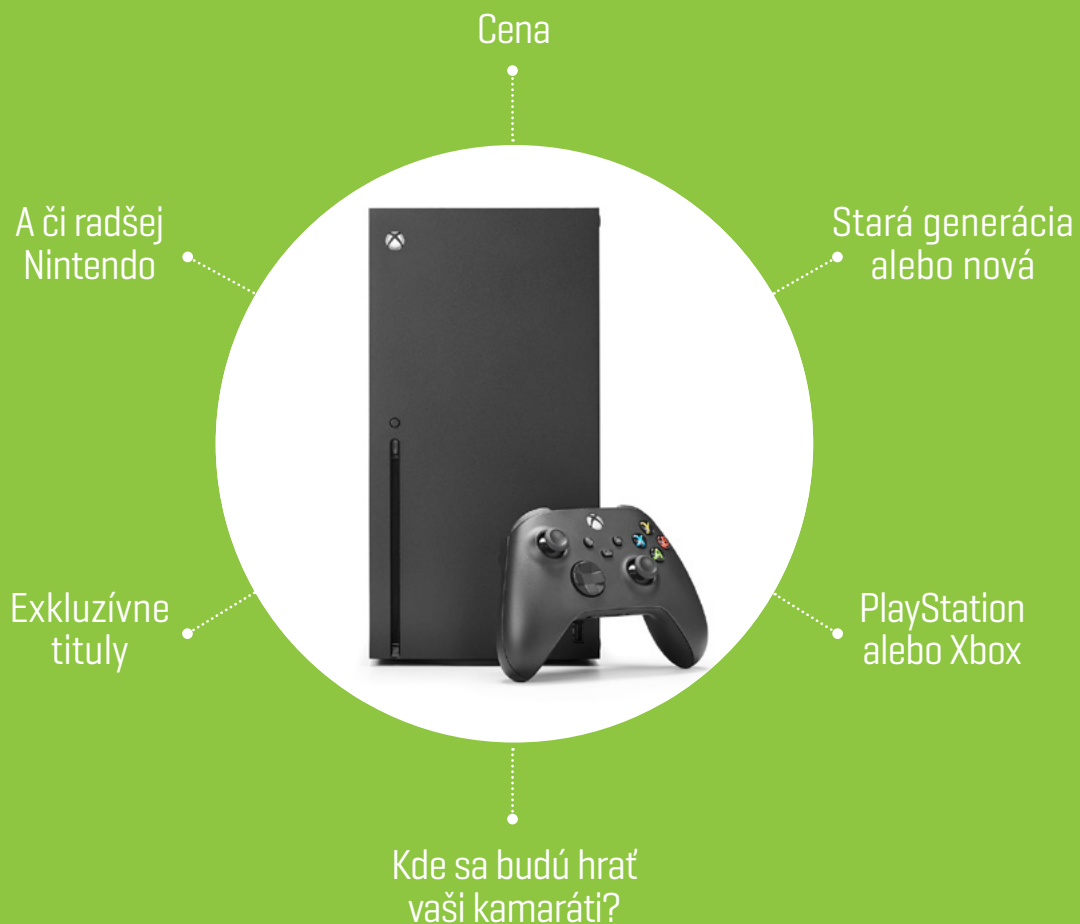 Cena
A či radšej
Nintendo
Stará generácia
alebo nová
Exkluzívne
tituly
PlayStation
alebo Xbox
Kde sa budú hrať
vaši kamaráti?